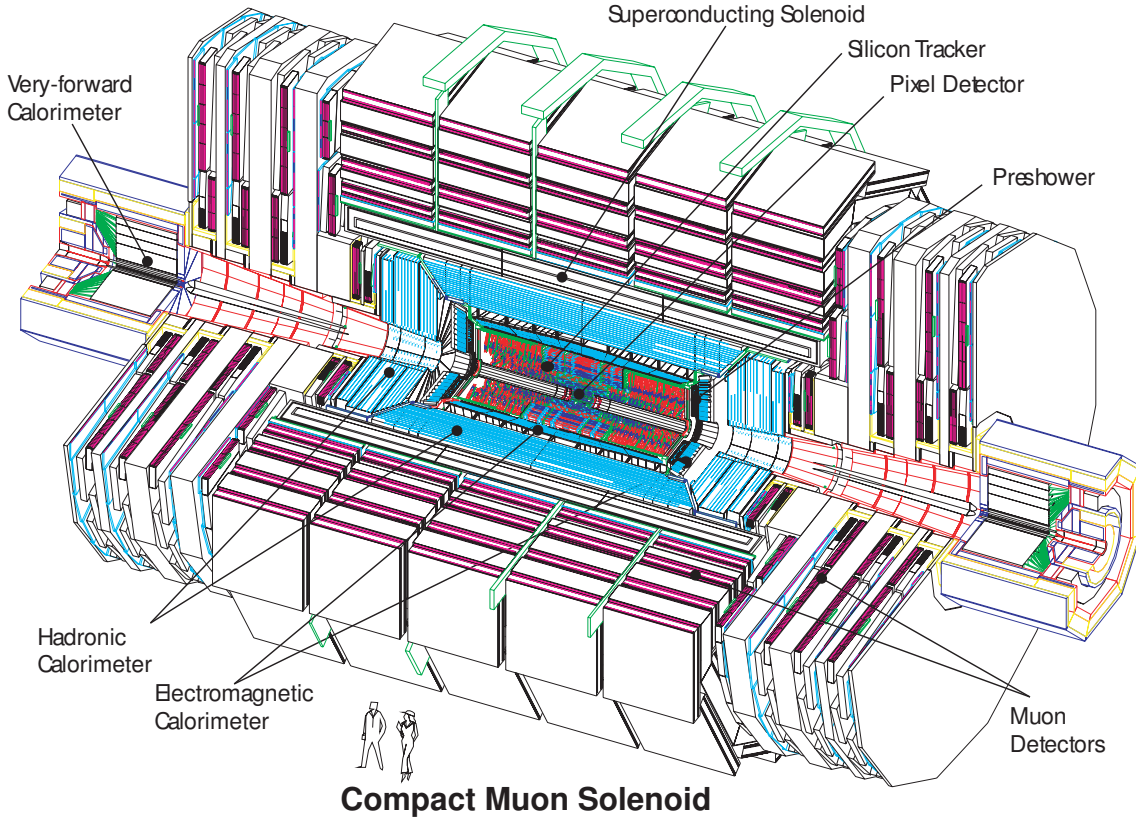 Superconducting Solenoid
Silicon Tracker
Pixel Detector
Very-forward
Calorimeter
Preshower
Hadronic
Calorimeter
Electromagnetic
Calorimeter
Muon
Detectors
Compact Muon Solenoid